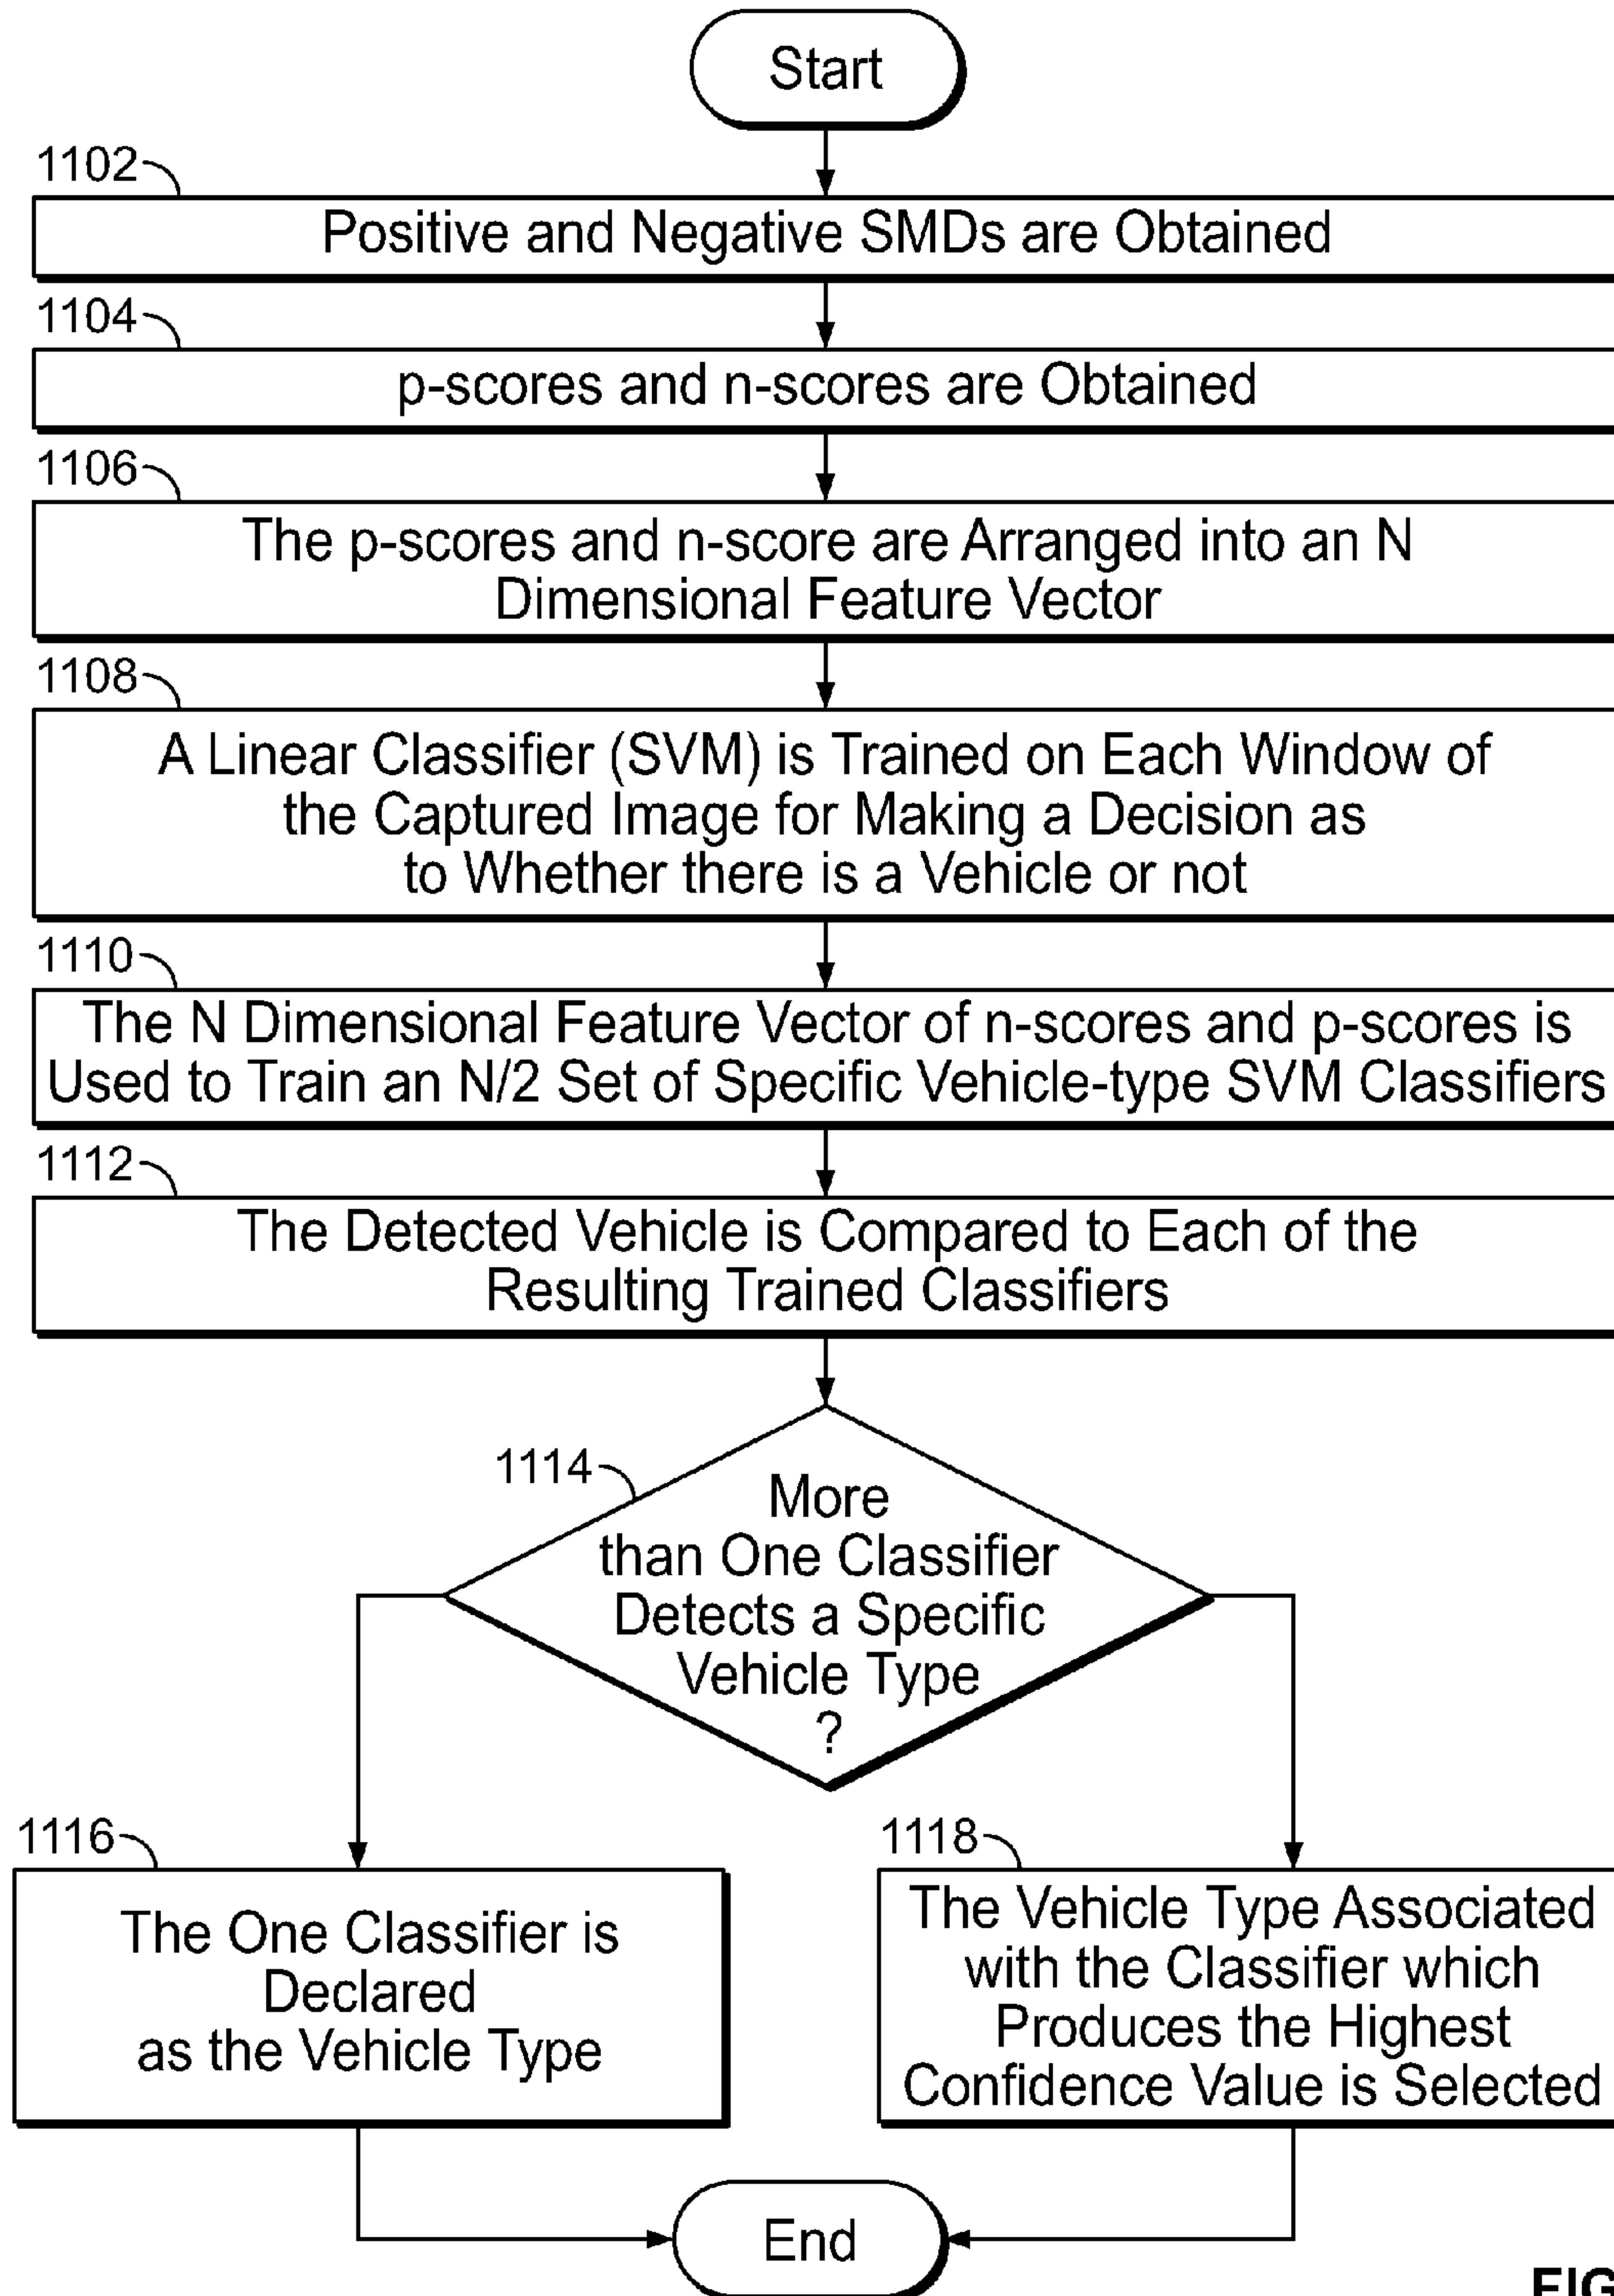 Start
1102
Positive and Negative SMDs are Obtained
1104
p-scores and n-scores are Obtained
1106
The p-scores and n-score are Arranged into an N
Dimensional Feature Vector
1108
A Linear Classifier (SVM) is Trained on Each Window of
the Captured Image for Making a Decision as
to Whether there is a Vehicle or not
1110
The N Dimensional Feature Vector of n-scores and p-scores is
Used to Train an N/2 Set of Specific Vehicle-type SVM Classifiers
1112
The Detected Vehicle is Compared to Each of the
Resulting Trained Classifiers
1114
More
than One Classifier
Detects a Specific
Vehicle Type
?
1116
The One Classifier is
Declared
as the Vehicle Type
1118
The Vehicle Type Associated
with the Classifier which
Produces the Highest
Confidence Value is Selected
End
FIG